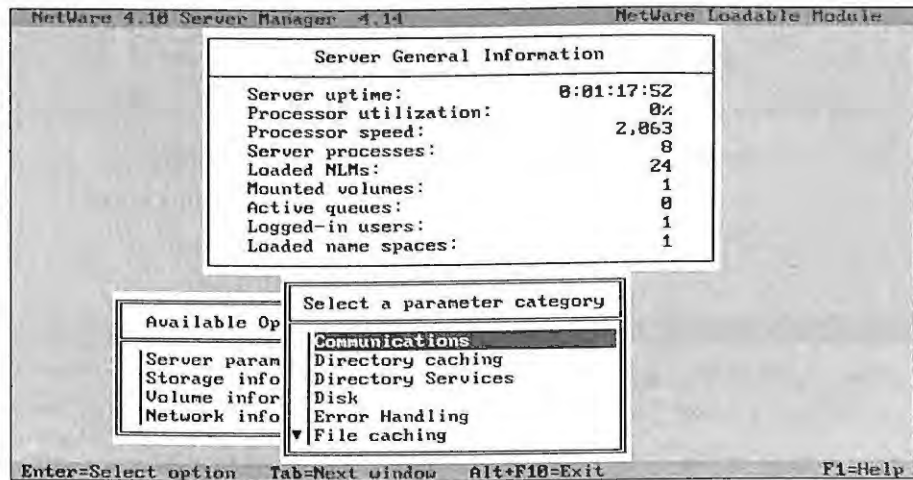 NetWare 4.10 Server Manager 4.14 NetWare Loadable Module
Server General Information
Server uptime: 0:01:17:52
Processor utilization: 0%
Processor speed: 2,063
Server processes: 8
Loaded NLMs: 24
Mounted volumes: 1
Active queues: 0
Logged-in users: 1
Loaded name spaces: 1
Available Op
Server param
Storage info
Volume infor
Network info
Select a parameter category
Communications
Directory caching
Directory Services
Disk
Error Handling
▼ File caching
Enter=Select option Tab=Next window Alt+F10=Exit F1=Help